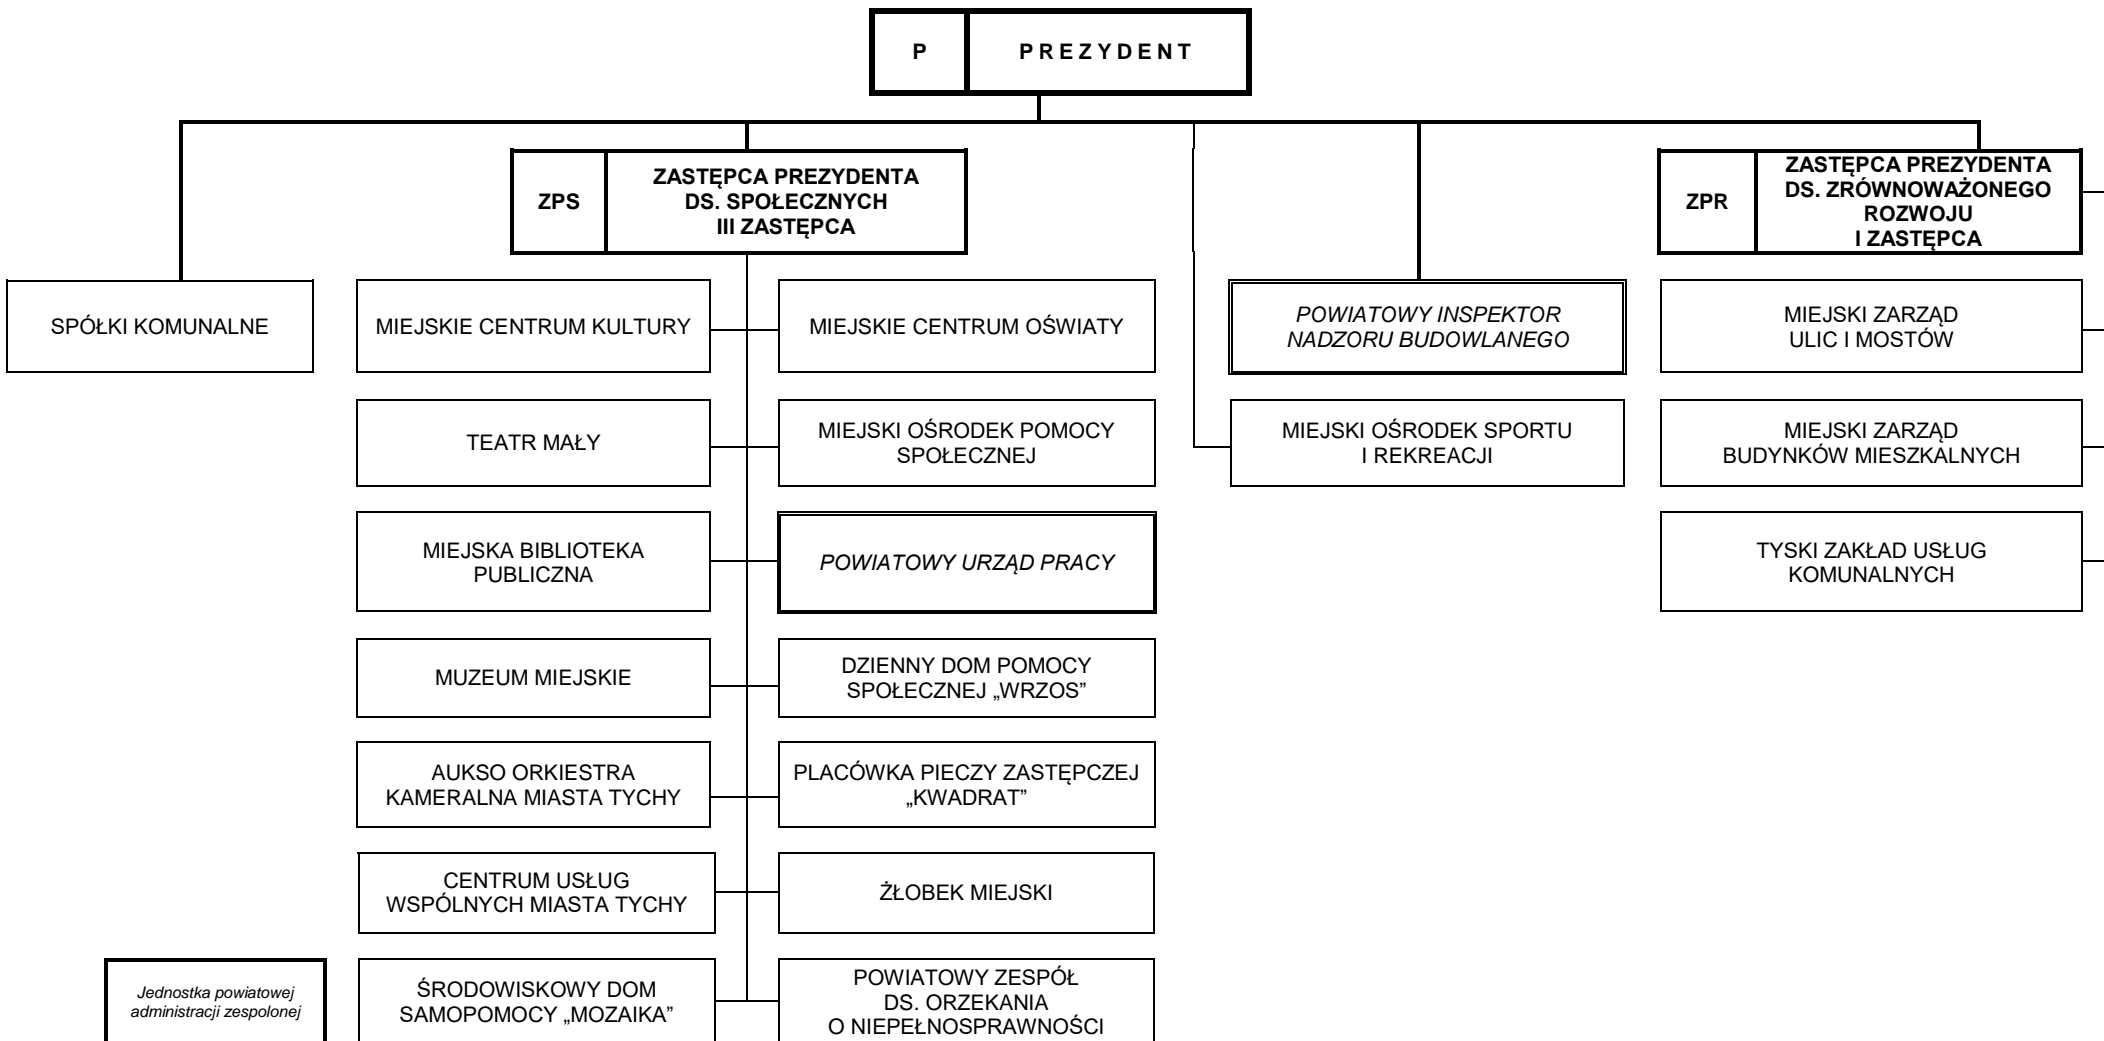 P
PREZYDENT
ZPS
ZASTĘPCA PREZYDENTA
DS. SPOŁECZNYCH
III ZASTĘPCA
ZPR
ZASTĘPCA PREZYDENTA
DS. ZRÓWNOWAŻONEGO
ROZWOJU
I ZASTĘPCA
SPÓŁKI KOMUNALNE
MIEJSKIE CENTRUM KULTURY
MIEJSKIE CENTRUM OŚWIATY
POWIATOWY INSPEKTOR
NADZORU BUDOWLANEGO
MIEJSKI ZARZĄD
ULIC I MOSTÓW
TEATR MAŁY
MIEJSKI OŚRODEK POMOCY
SPOŁECZNEJ
MIEJSKI OŚRODEK SPORTU
I REKREACJI
MIEJSKI ZARZĄD
BUDYNKÓW MIESZKALNYCH
MIEJSKA BIBLIOTEKA
PUBLICZNA
POWIATOWY URZĄD PRACY
TYSKI ZAKŁAD USŁUG
KOMUNALNYCH
MUZEUM MIEJSKIE
DZIENNY DOM POMOCY
SPOŁECZNEJ „WRZOS”
AUKSO ORKIESTRA
KAMERALNA MIASTA TYCHY
PLACÓWKA PIECZY ZASTĘPCZEJ
„KWADRAT”
CENTRUM USŁUG
WSPÓLNYCH MIASTA TYCHY
ŻŁOBEK MIEJSKI
Jednostka powiatowej
administracji zespolonej
ŚRODOWISKOWY DOM
SAMOPOMOCY „MOZAIKA”
POWIATOWY ZESPÓŁ
DS. ORZEKANIA
O NIEPEŁNOSPRAWNOŚCI